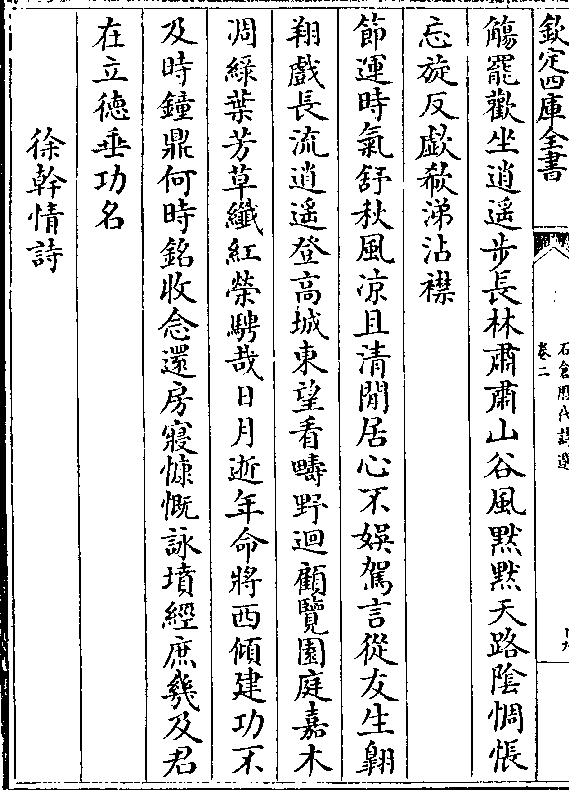 欽定四庫全書
石倉歴代詩選
卷二
觴罷歡坐逍遥步長林肅肅山谷風黙黙天路陰惆悵
忘旋反歔欷涕沾襟
節運時氣舒秋風凉且清閒居心不娱駕言從友生翺
翔戲長流逍遥登高城東望看疇野迴顧覽園庭嘉木
凋綠葉芳草纖紅榮騁哉日月逝年命將西傾建功不
及時鐘鼎何時銘收念還房寢慷慨詠墳經庶幾及君
在立徳垂功名
徐幹情詩